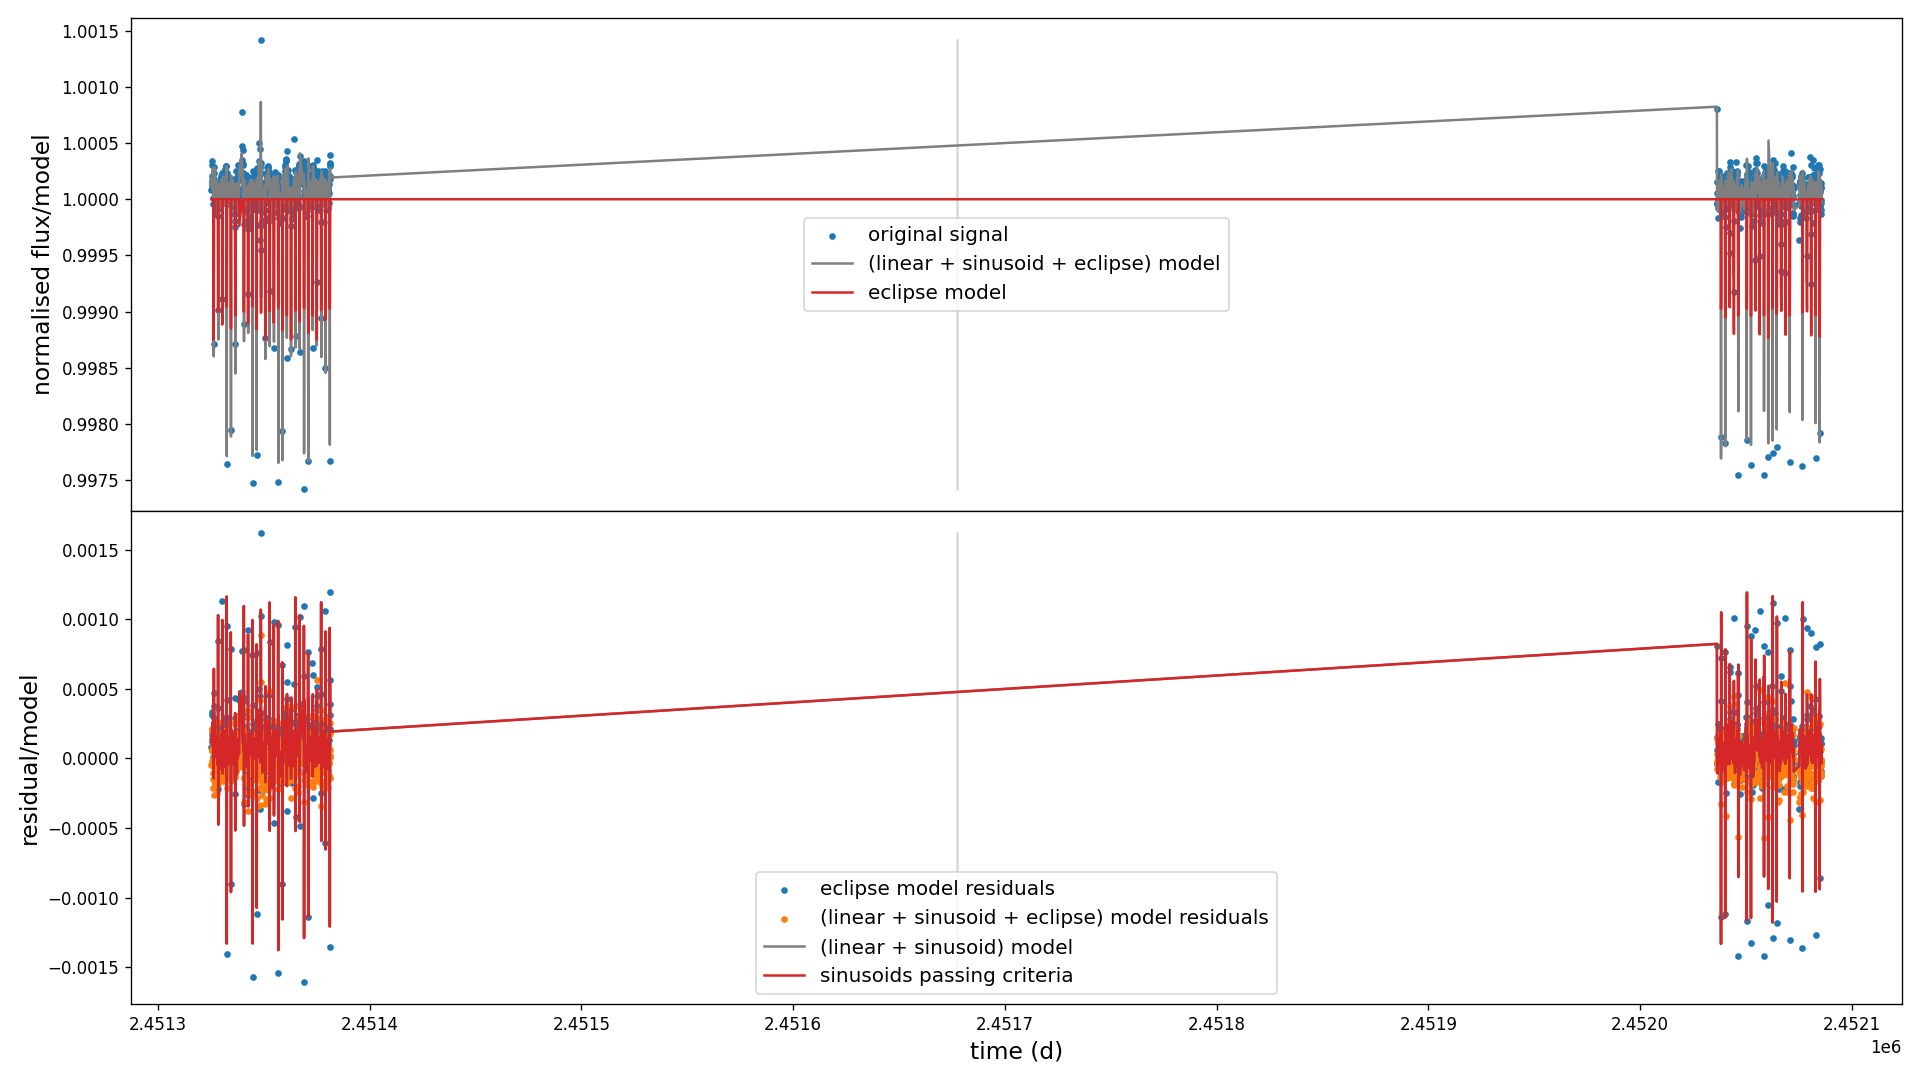 1.0015
1.0010
1.0005
1.0000
0.9995
0.9990
0.9985
0.9980
0.9975
normalised flux/model
original signal
(linear + sinusoid + eclipse) model
eclipse model
0.0015
0.0010
0.0005
0.0000
−0.0005
−0.0010
−0.0015
residual/model
eclipse model residuals
(linear + sinusoid + eclipse) model residuals
(linear + sinusoid) model
sinusoids passing criteria
2.4513 2.4514 2.4515 2.4516 2.4517 2.4518 2.4519 2.4520 2.4521
1e6
time (d)